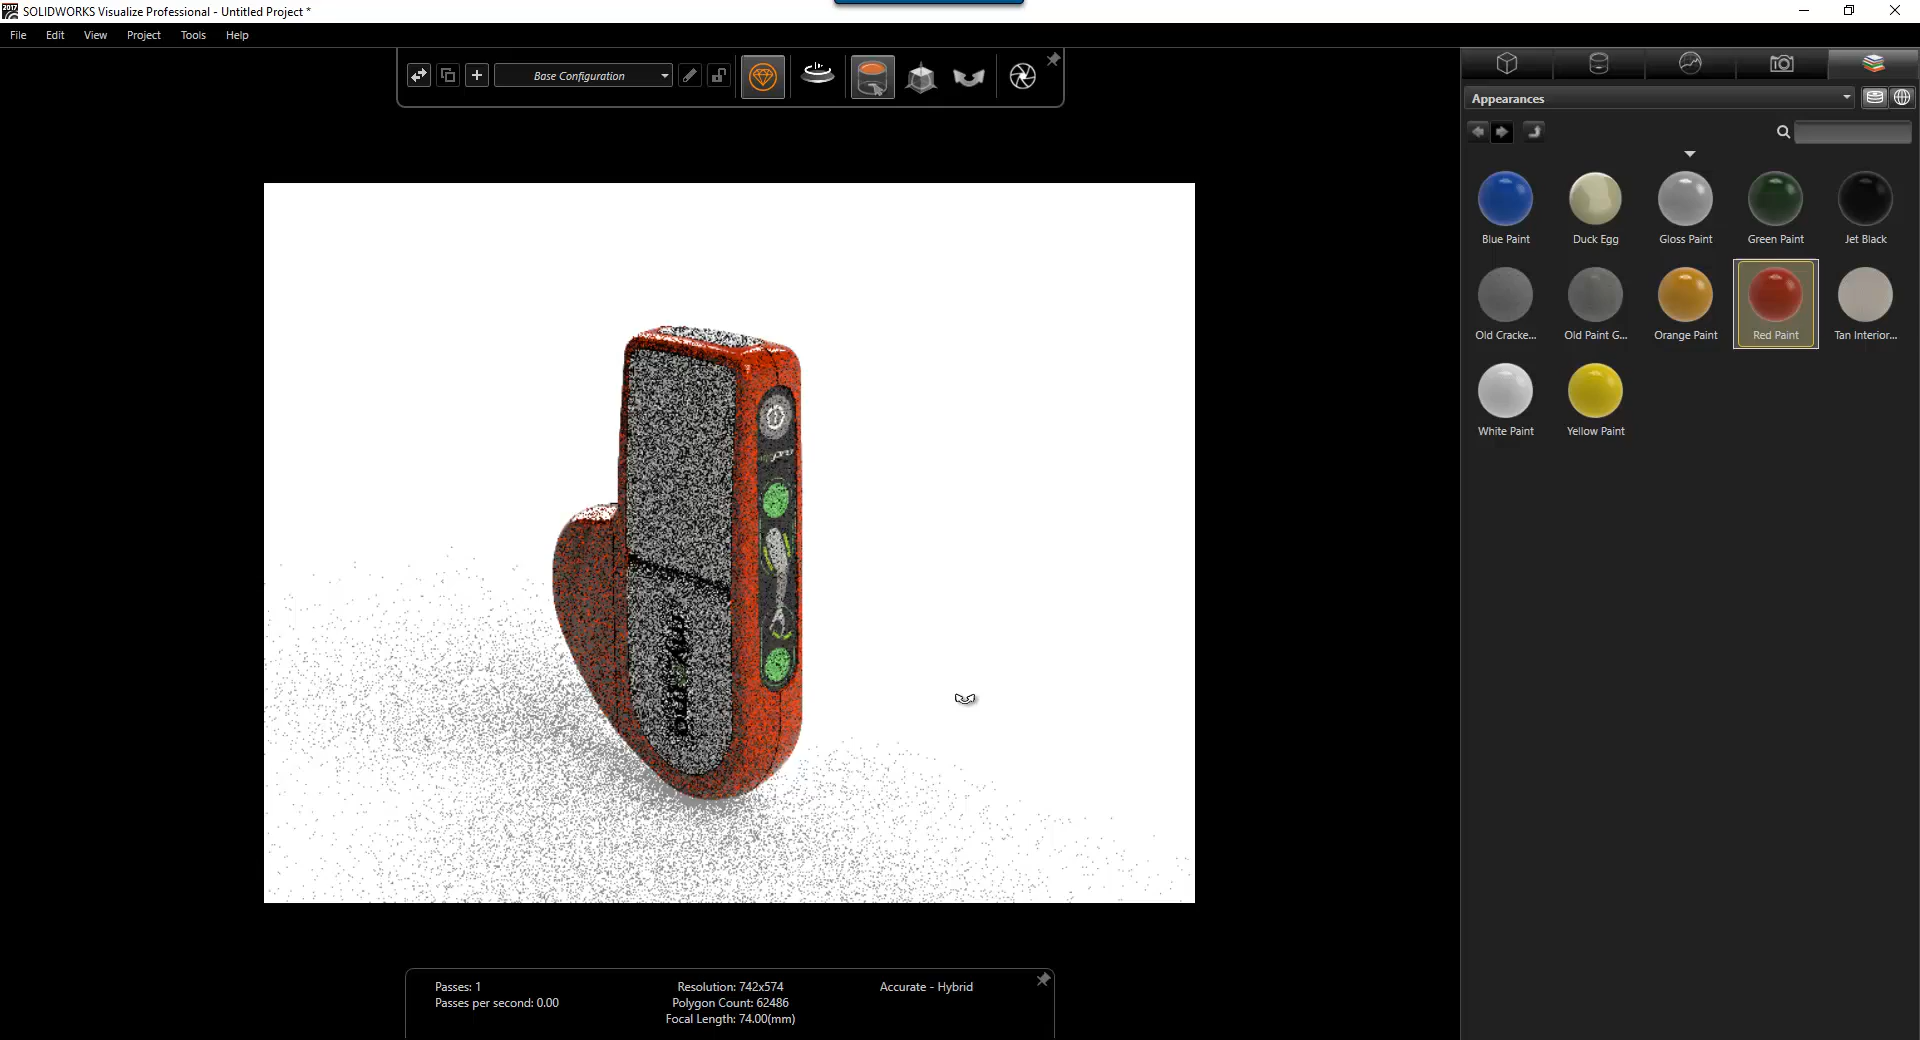 2017
SOLIDWORKS Visualize Professional - Untitled Project *
File Edit View Project Tools Help
Base Configuration
Appearances
Blue Paint Duck Egg Gloss Paint Green Paint Jet Black
Old Cracke... Old Paint G... Orange Paint Red Paint Tan Interior...
White Paint Yellow Paint
Passes: 1 Resolution: 742x574 Accurate - Hybrid
Passes per second: 0.00 Polygon Count: 62486
Focal Length: 74.00(mm)